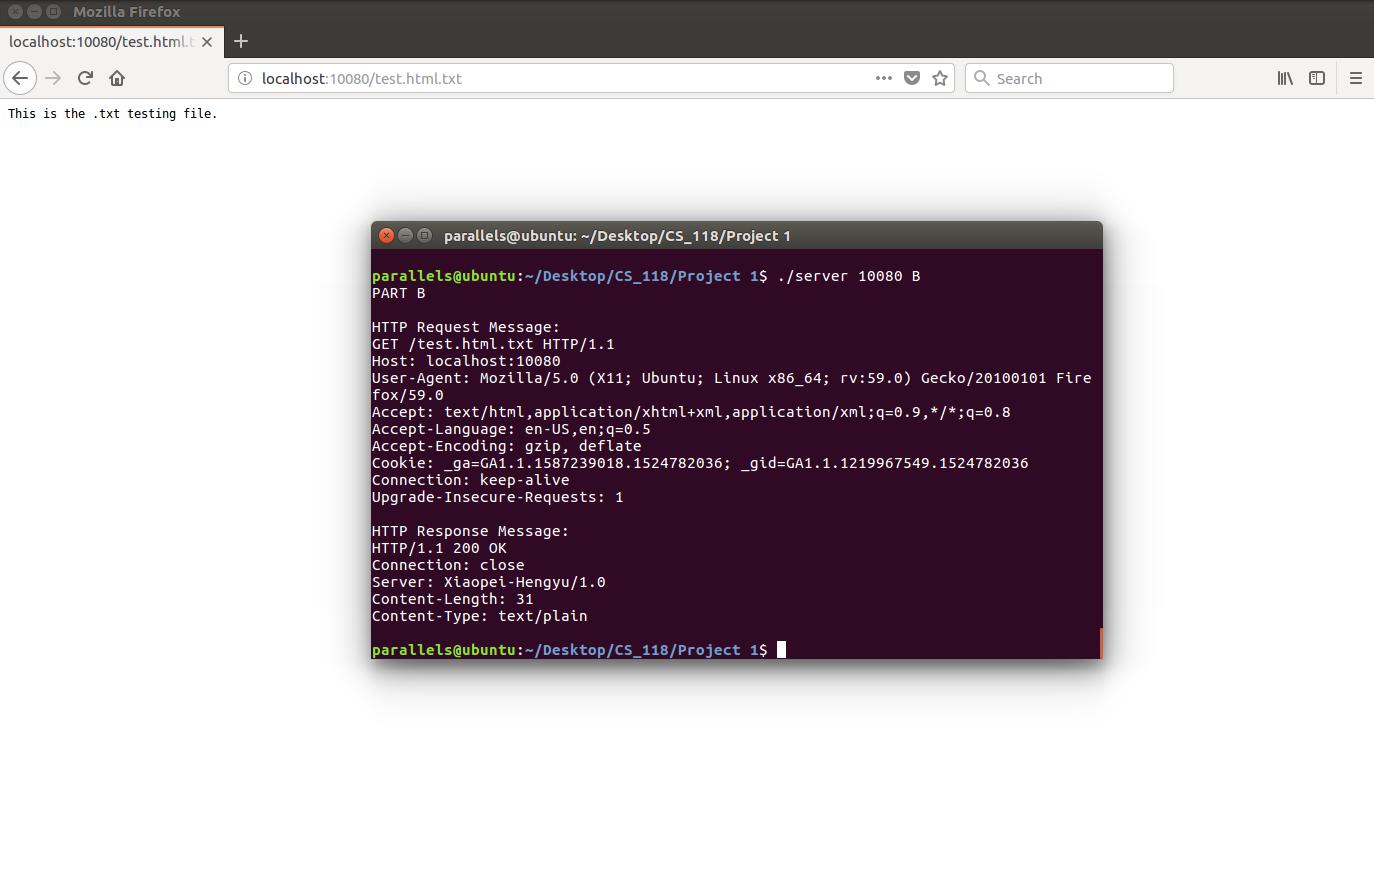 Mozilla Firefox
localhost:10080/test.html.t
localhost:10080/test.html.txt
Search
This is the .txt testing file.
parallels@ubuntu: ~/Desktop/CS_118/Project 1
parallels@ubuntu:~/Desktop/CS_118/Project 1$ ./server 10080 B
PART B
HTTP Request Message:
GET /test.html.txt HTTP/1.1
Host: localhost:10080
User-Agent: Mozilla/5.0 (X11; Ubuntu; Linux x86_64; rv:59.0) Gecko/20100101 Fire
fox/59.0
Accept: text/html,application/xhtml+xml,application/xml;q=0.9,*/*;q=0.8
Accept-Language: en-US,en;q=0.5
Accept-Encoding: gzip, deflate
Cookie: _ga=GA1.1.1587239018.1524782036; _gid=GA1.1.1219967549.1524782036
Connection: keep-alive
Upgrade-Insecure-Requests: 1
HTTP Response Message:
HTTP/1.1 200 OK
Connection: close
Server: Xiaopei-Hengyu/1.0
Content-Length: 31
Content-Type: text/plain
parallels@ubuntu:~/Desktop/CS_118/Project 1$